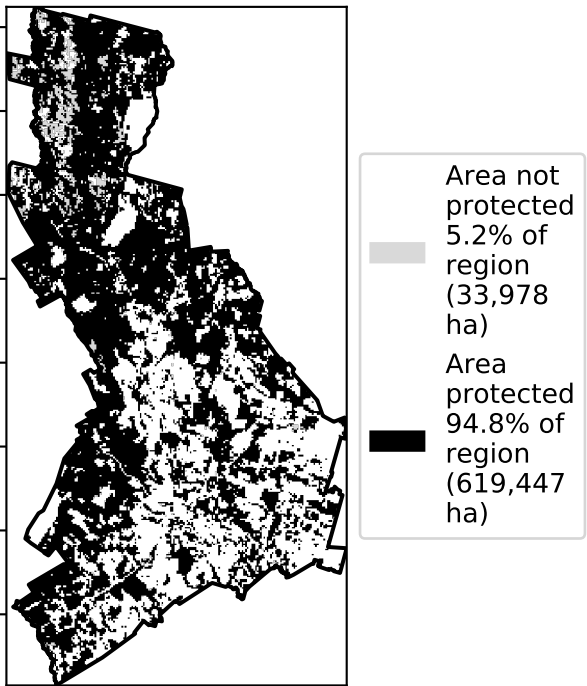 Area not
protected
5.2% of
region
(33,978
ha)
Area
protected
94.8% of
region
(619,447
ha)